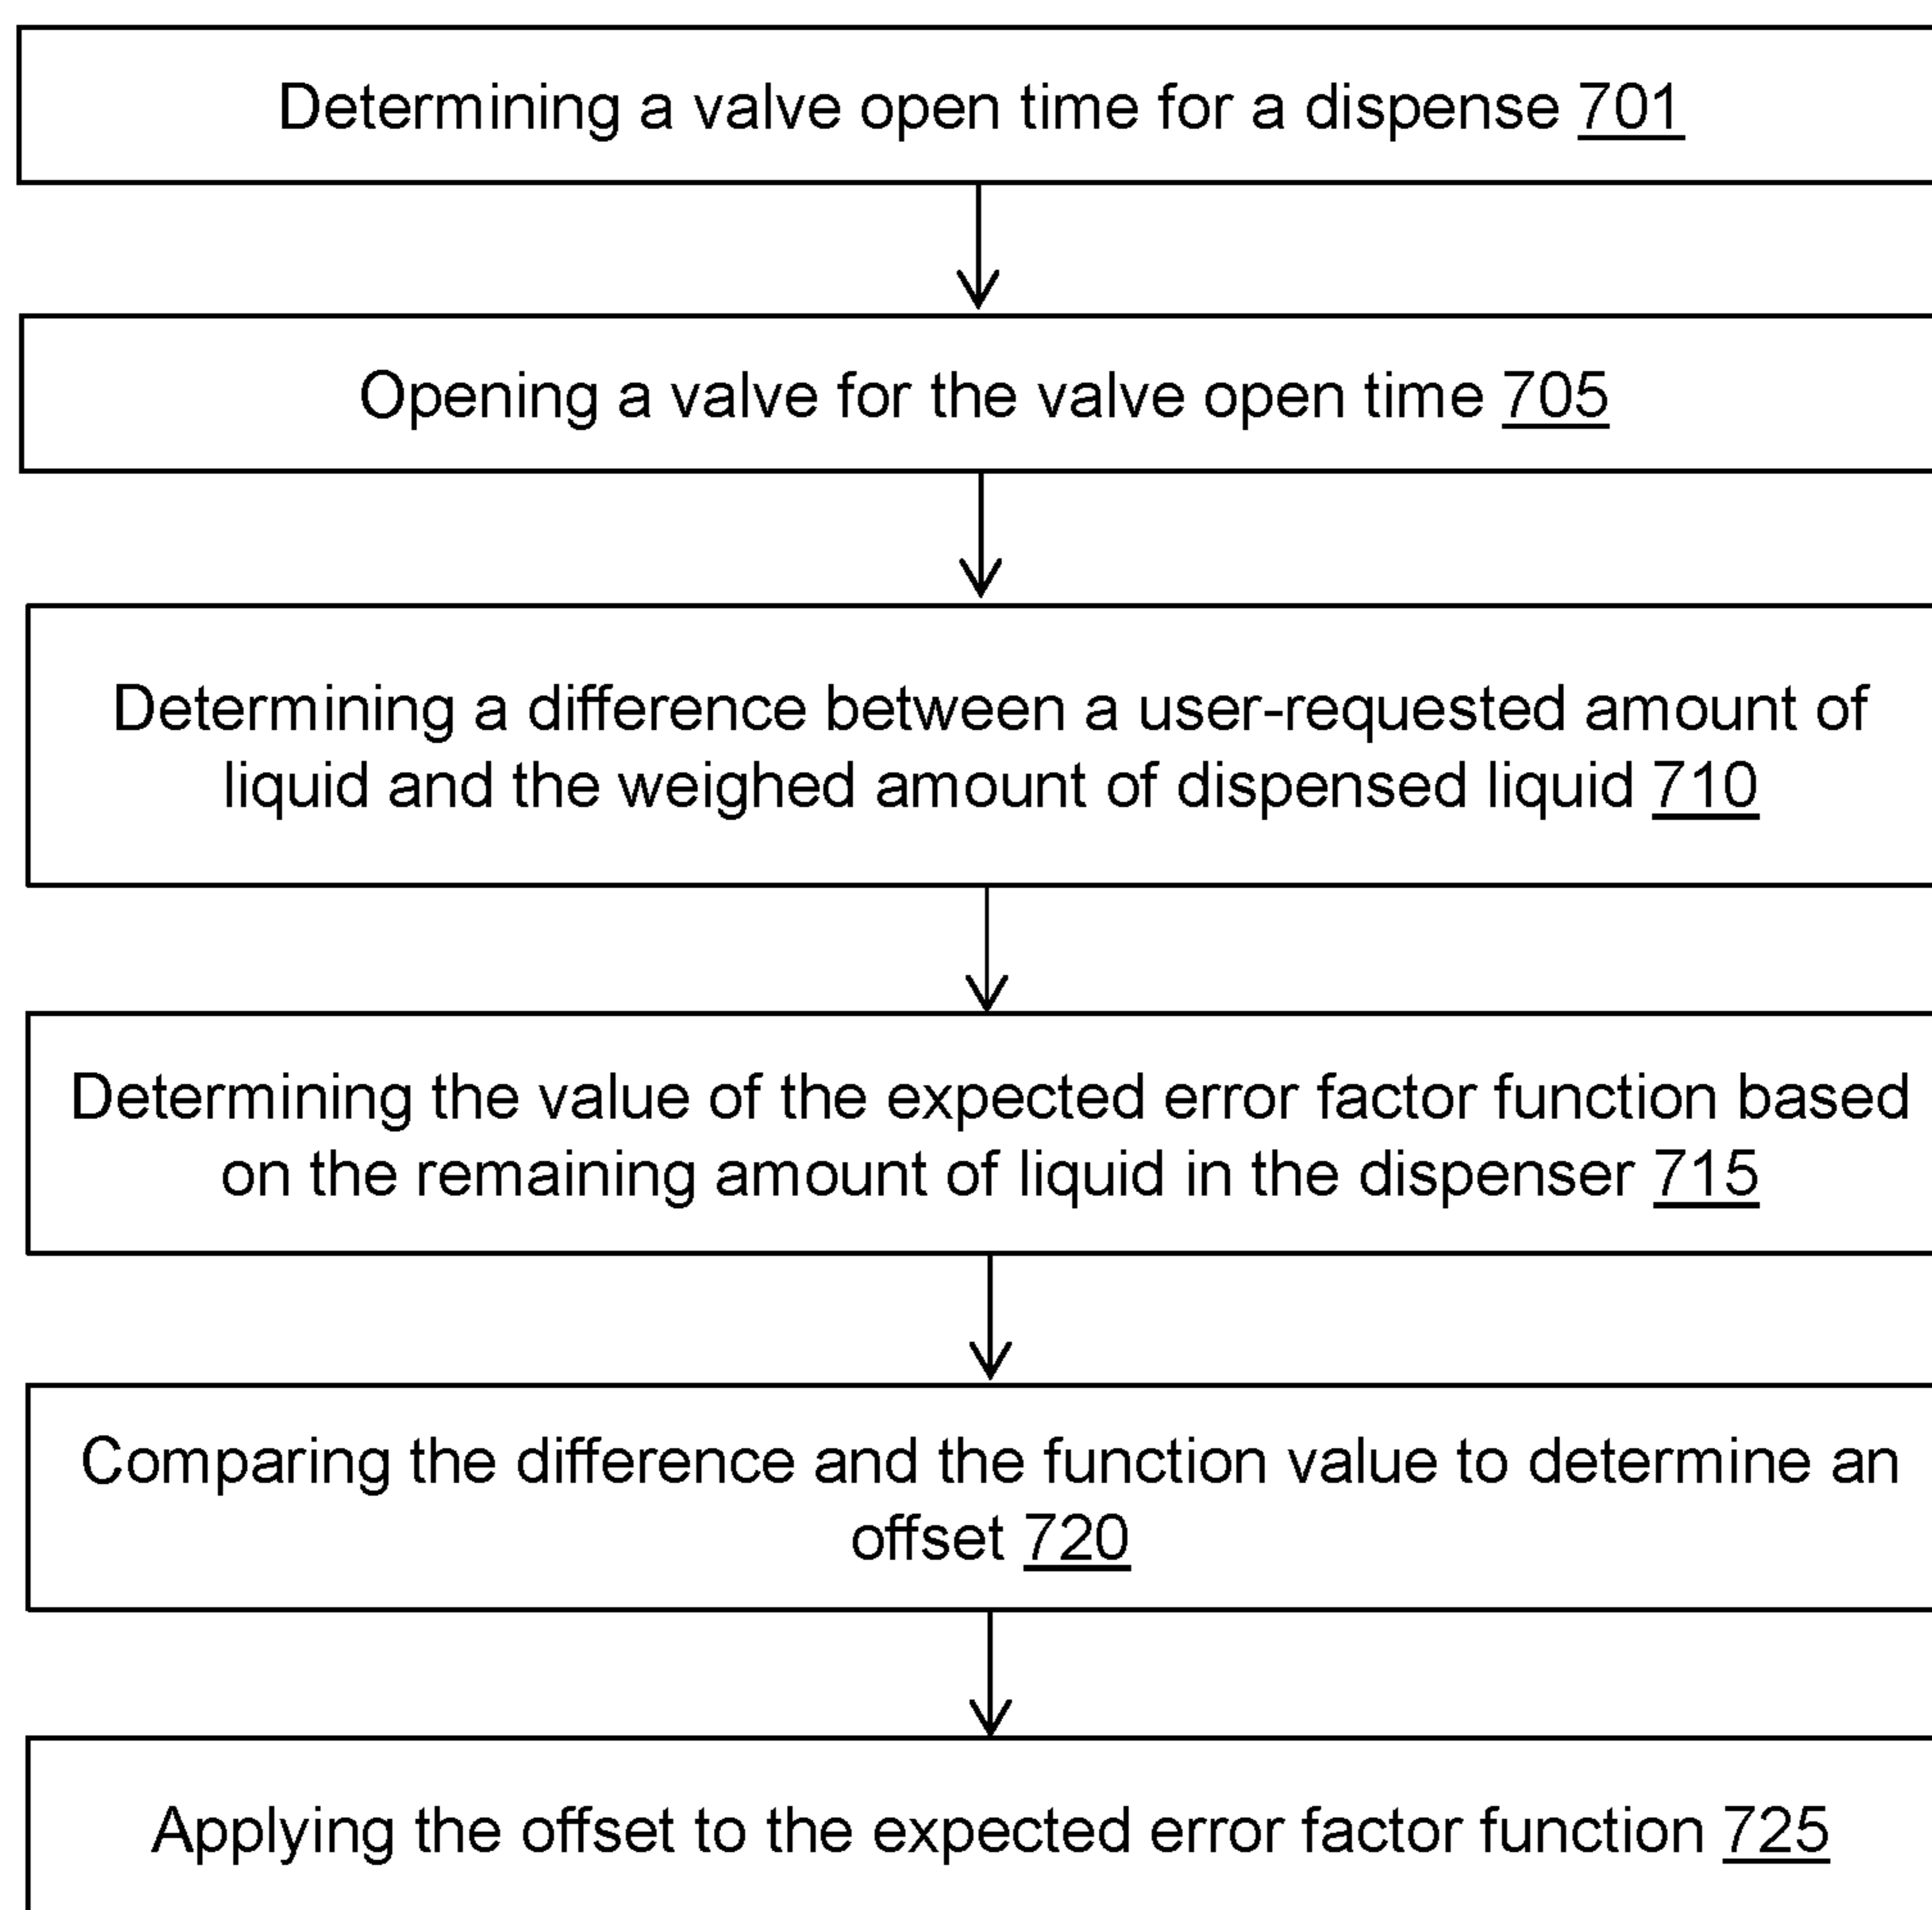 Determining a valve open time for a dispense 701
Opening a valve for the valve open time 705
Determining a difference between a user-requested amount of
liquid and the weighed amount of dispensed liquid 710
Determining the value of the expected error factor function based
on the remaining amount of liquid in the dispenser 715
Comparing the difference and the function value to determine an
offset 720
Applying the offset to the expected error factor function 725